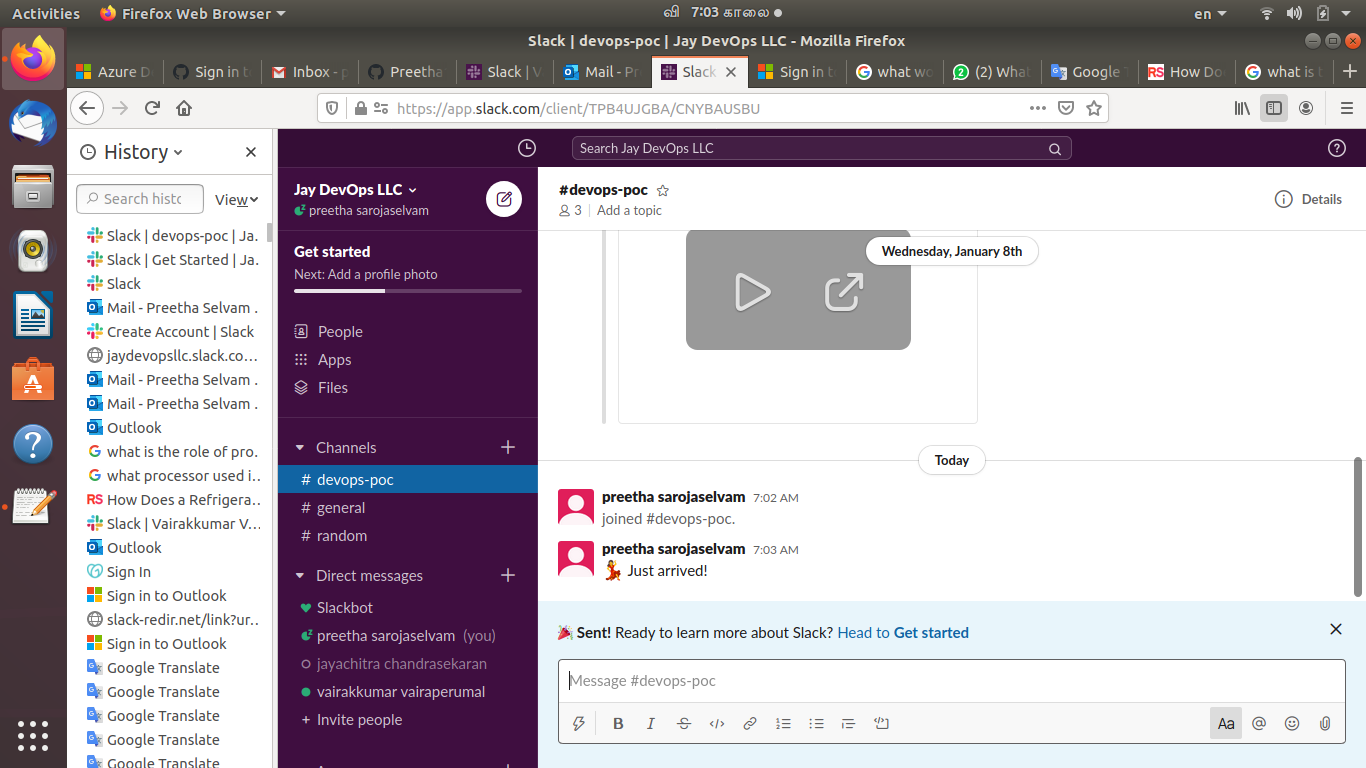 Activities Firefox Web Browser வி 7:03 காலை en
Slack | devops-poc | Jay DevOps LLC - Mozilla Firefox
Azure D Sign in t Inbox - p Preetha Slack | V Mail - Pr Slack Sign in t what wo (2) What Google T How Do what is t
https://app.slack.com/client/TPB4UJGBA/CNYBAUSBU
History
Search histo
View
Slack | devops-poc | Ja.
Slack | Get Started | Ja.
Slack
Mail - Preetha Selvam .
Create Account | Slack
jaydevopsllc.slack.co...
Mail - Preetha Selvam .
Mail - Preetha Selvam .
Outlook
what is the role of pro..
what processor used i..
RS How Does a Refrigera..
Slack | Vairakkumar V...
Outlook
Sign In
Sign in to Outlook
slack-redir.net/link?ur..
Sign in to Outlook
Google Translate
Google Translate
Google Translate
Google Translate
Google Translate
Search Jay DevOps LLC
Jay DevOps LLC
preetha sarojaselvam
Get started
Next: Add a profile photo
People
Apps
Files
Channels
# devops-poc
# general
# random
Direct messages
Slackbot
preetha sarojaselvam (you)
jayachitra chandrasekaran
vairakkumar vairaperumal
+ Invite people
#devops-poc
3 | Add a topic
Details
Wednesday, January 8th
Today
preetha sarojaselvam 7:02 AM
joined #devops-poc.
preetha sarojaselvam 7:03 AM
💃 Just arrived!
🎉 Sent! Ready to learn more about Slack? Head to Get started
Message #devops-poc
B I S Aa @